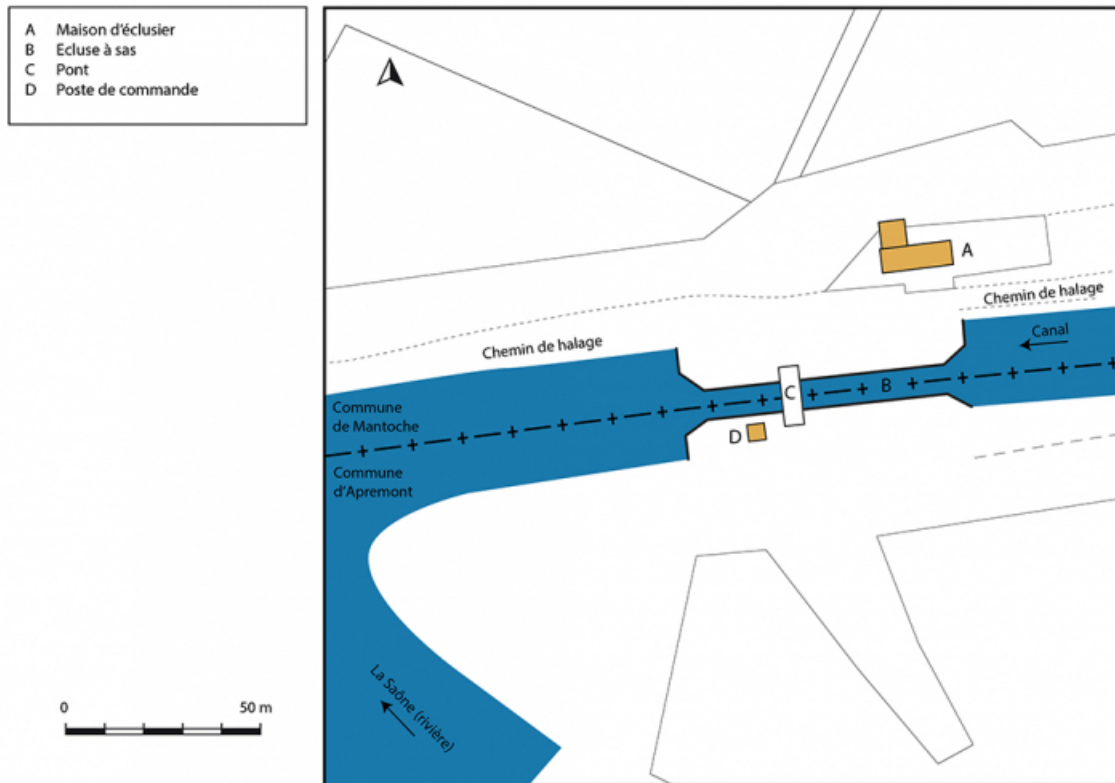 A Maison d'éclusier
B Ecluse à sas
C Pont
D Poste de commande
A
Chemin de halage
Canal
Chemin de halage
B
C
Commune
de Mantoche
D
Commune
d'Apremont
La Saône (rivière)
0 50 m